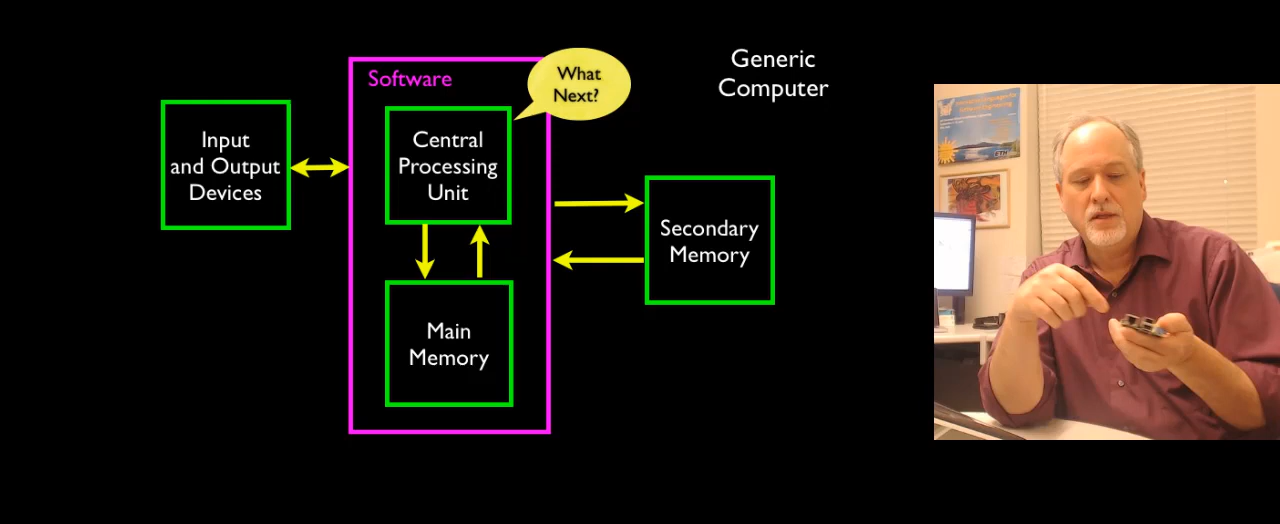 Generic
Computer
Software
What
Next?
Input
and Output
Devices
Central
Processing
Unit
Secondary
Memory
Main
Memory